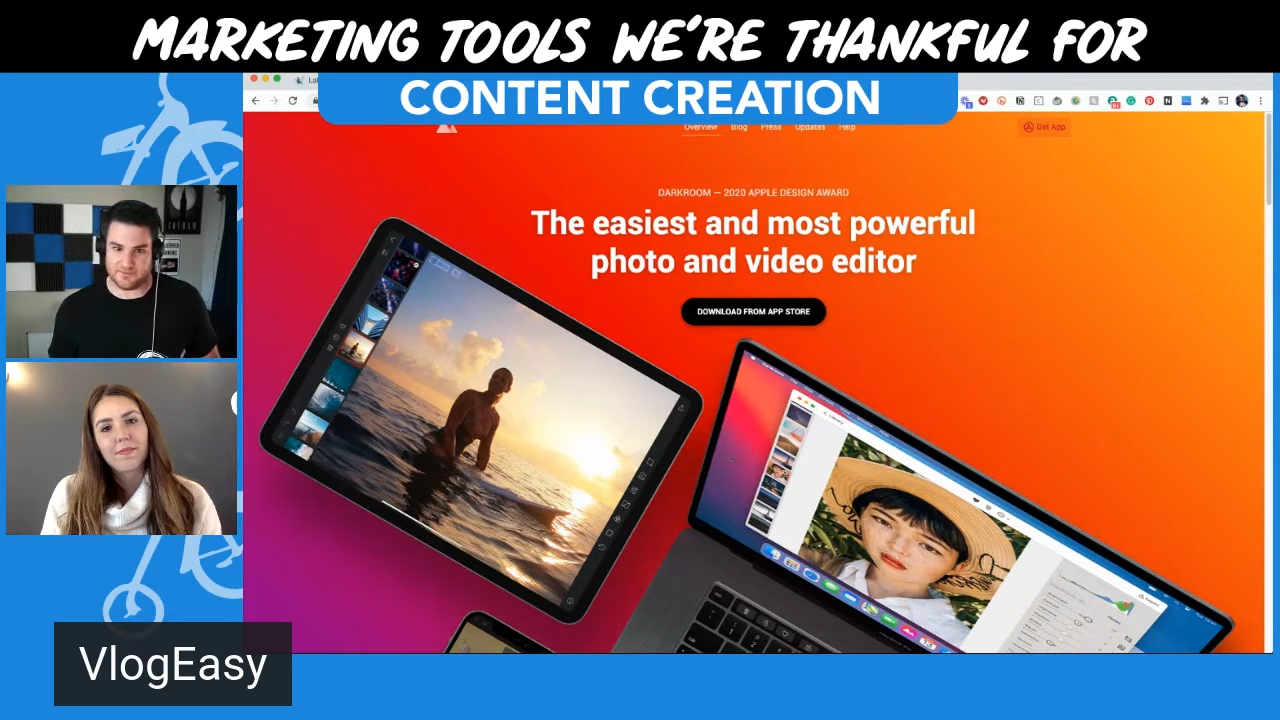 MARKETING TOOLS WE'RE THANKFUL FOR
CONTENT CREATION
Overview Blog Press Updates Help
Get App
DARKROOM — 2020 APPLE DESIGN AWARD
The easiest and most powerful
photo and video editor
DOWNLOAD FROM APP STORE
VlogEasy